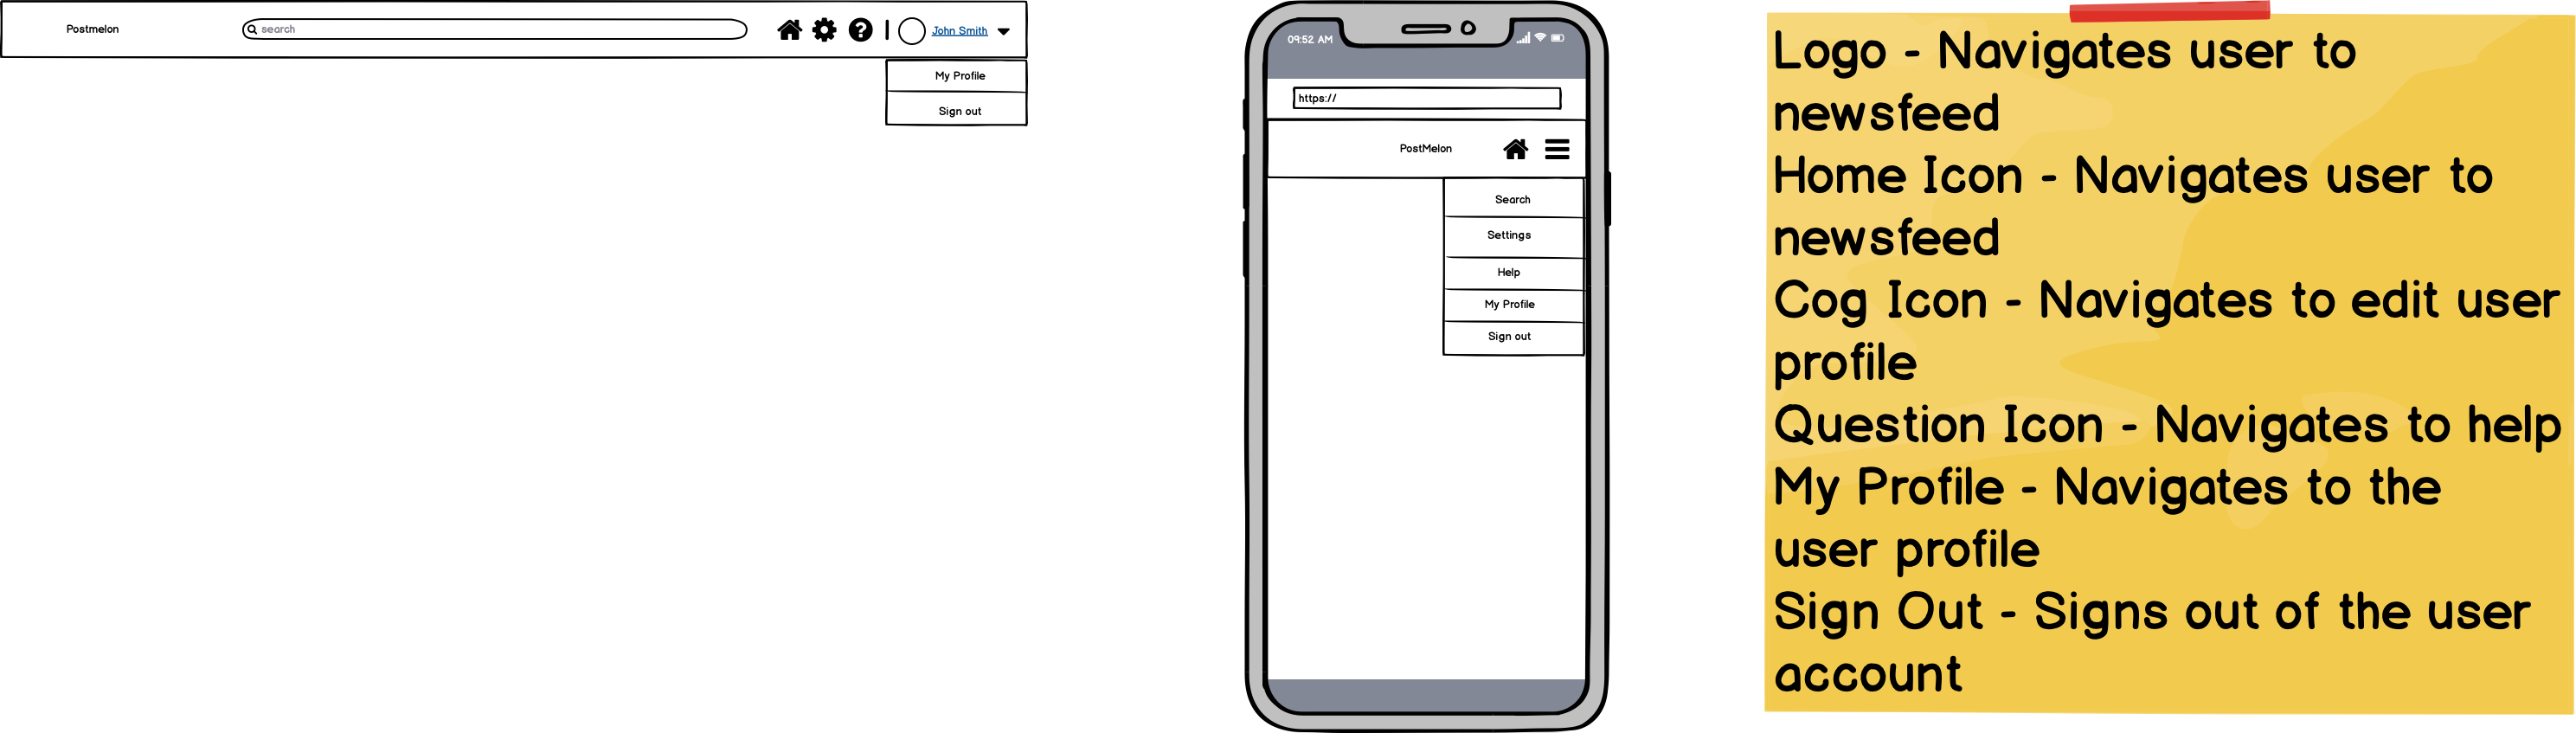 Postmelon
search
John Smith
My Profile
Sign out
09:52 AM
https://
PostMelon
Search
Settings
Help
My Profile
Sign out
Logo - Navigates user to
newsfeed
Home Icon - Navigates user to
newsfeed
Cog Icon - Navigates to edit user
profile
Question Icon - Navigates to help
My Profile - Navigates to the
user profile
Sign Out - Signs out of the user
account